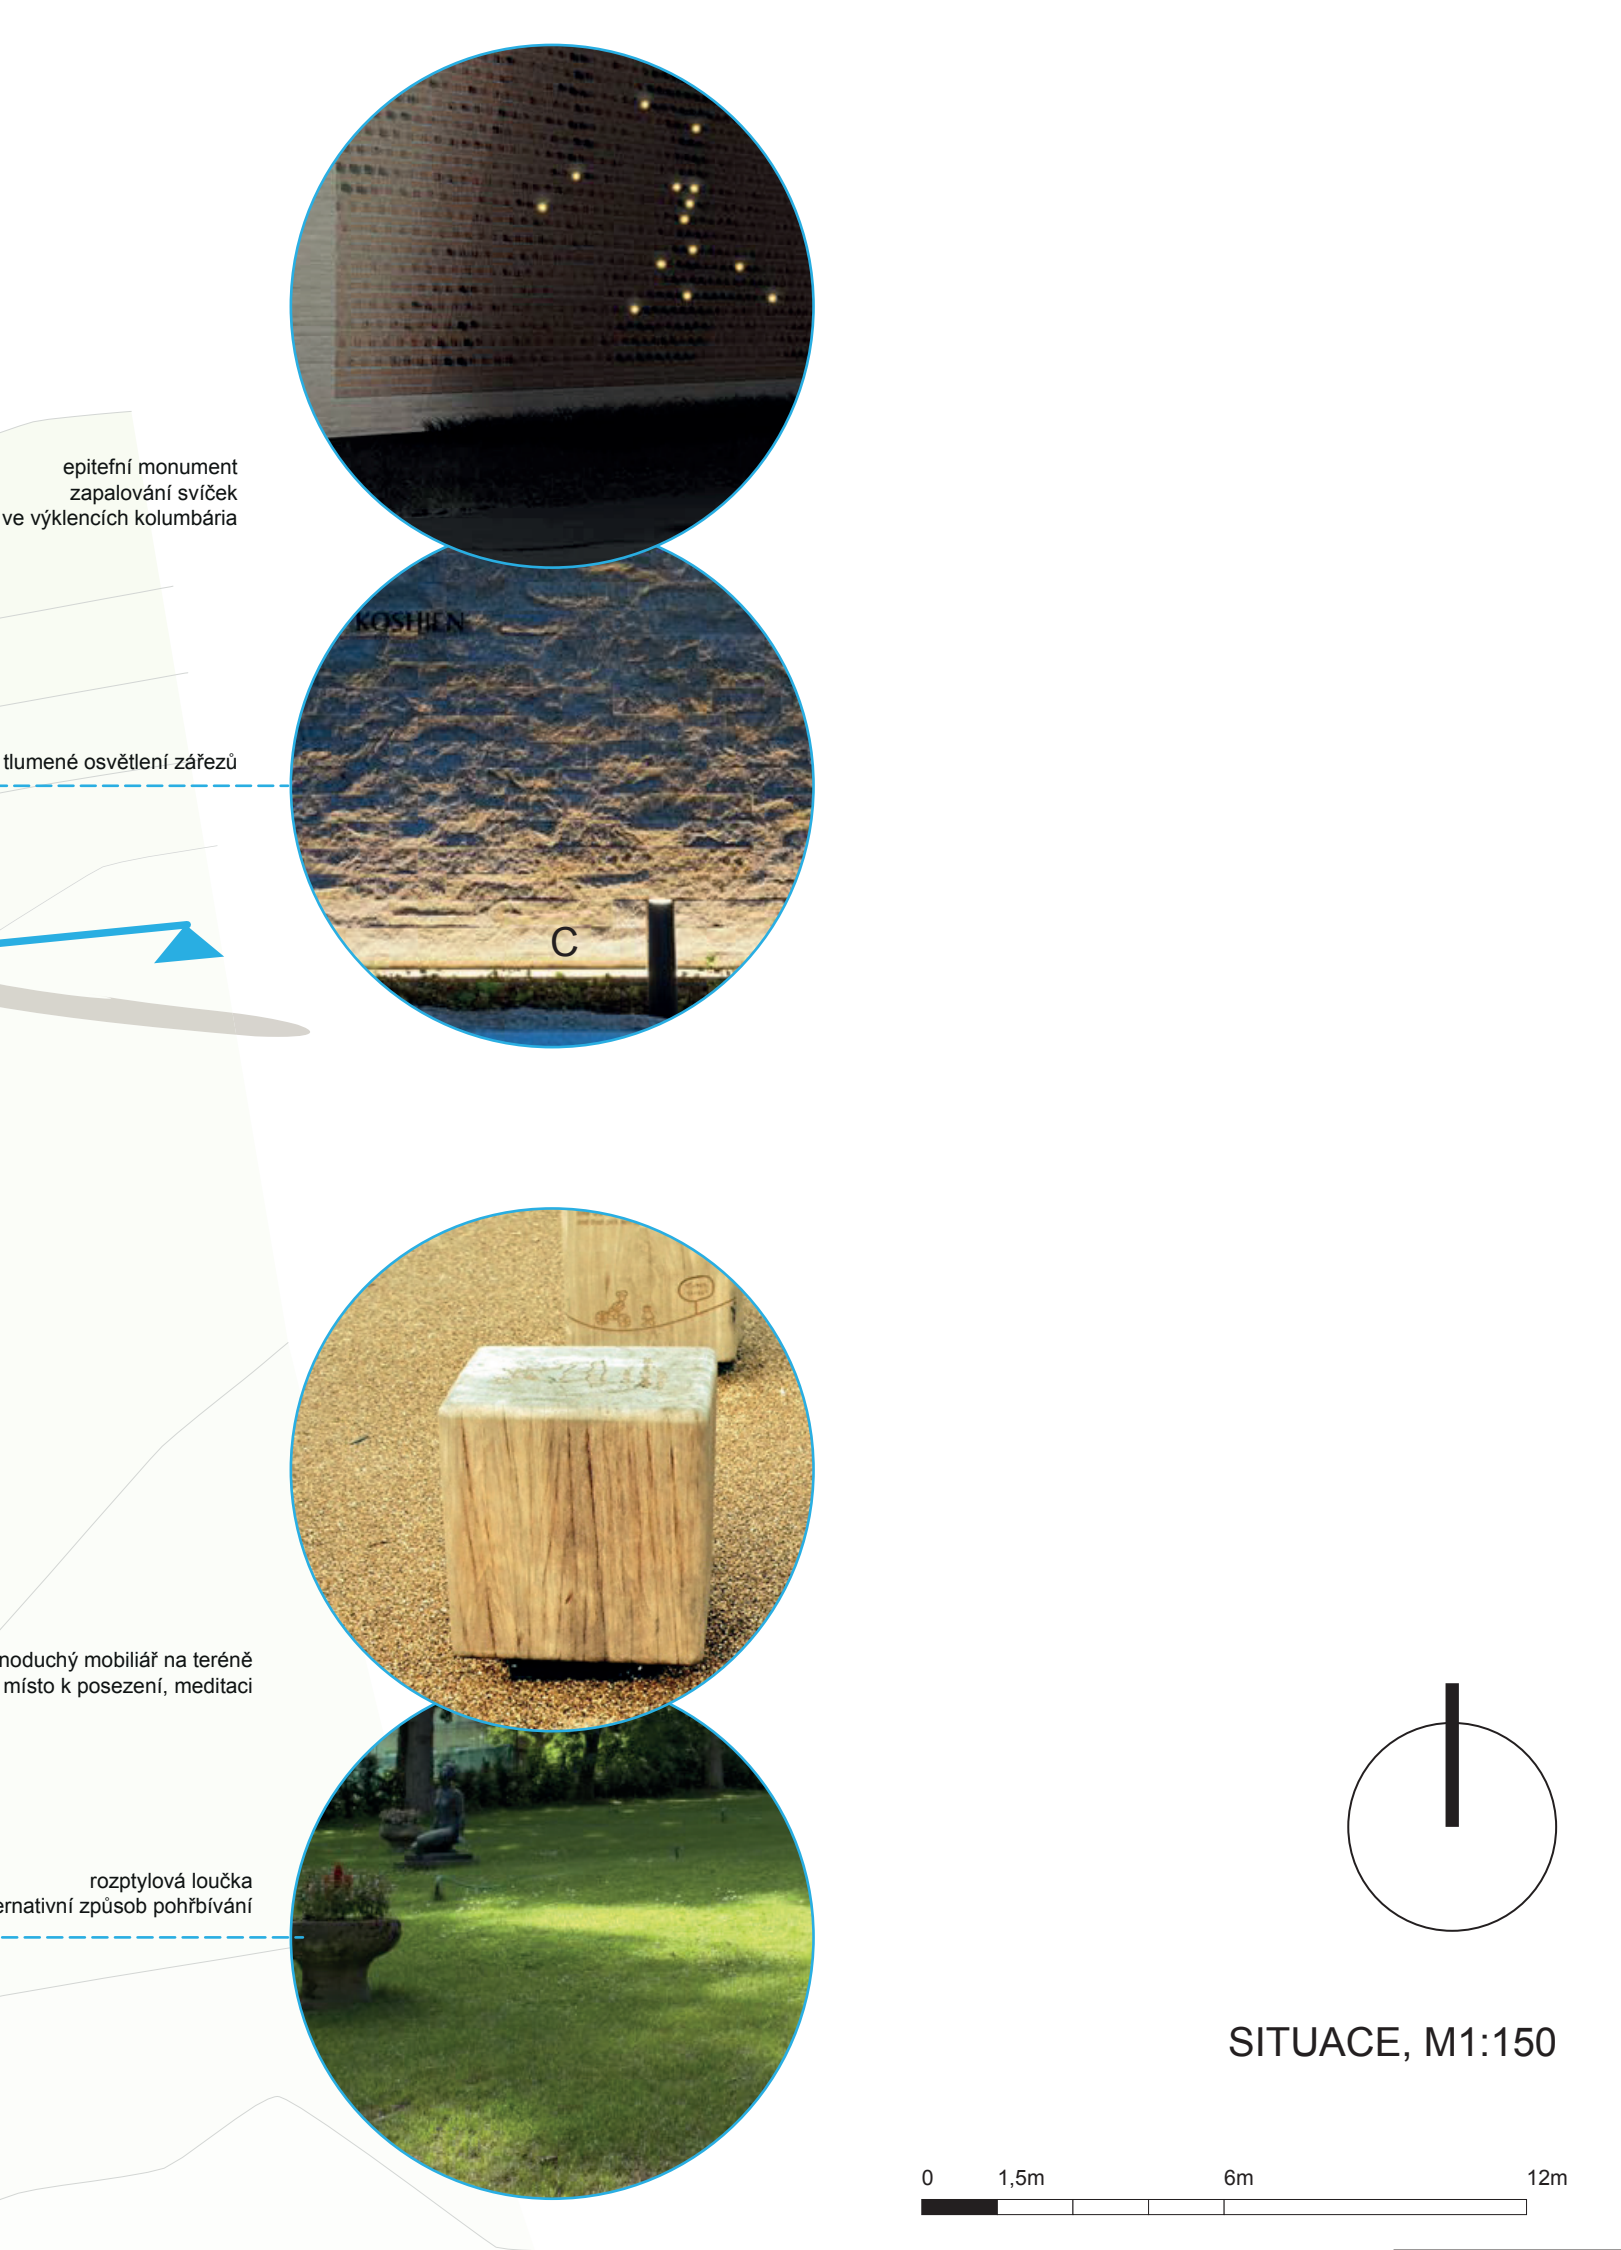 epitefní monument
zapalování svíček
ve výklencích kolumbária
KOSHIEN
tlumené osvětlení zářezů
C
noduchý mobiliář na teréně
místo k posezení, meditaci
rozptylová loučka
ernativní způsob pohřbívání
SITUACE, M1:150
0 1,5m 6m 12m